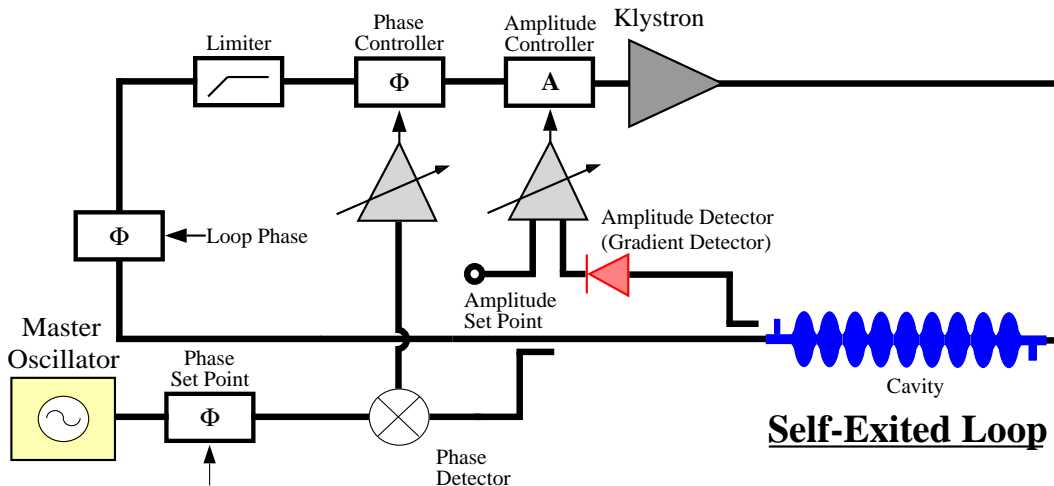 Klystron
Phase
Controller
Amplitude
Controller
Limiter
Φ
A
Φ
Loop Phase
Amplitude Detector
(Gradient Detector)
Amplitude
Set Point
Master
Oscillator
Phase
Set Point
Φ
Cavity
Phase
Detector
Self-Exited Loop